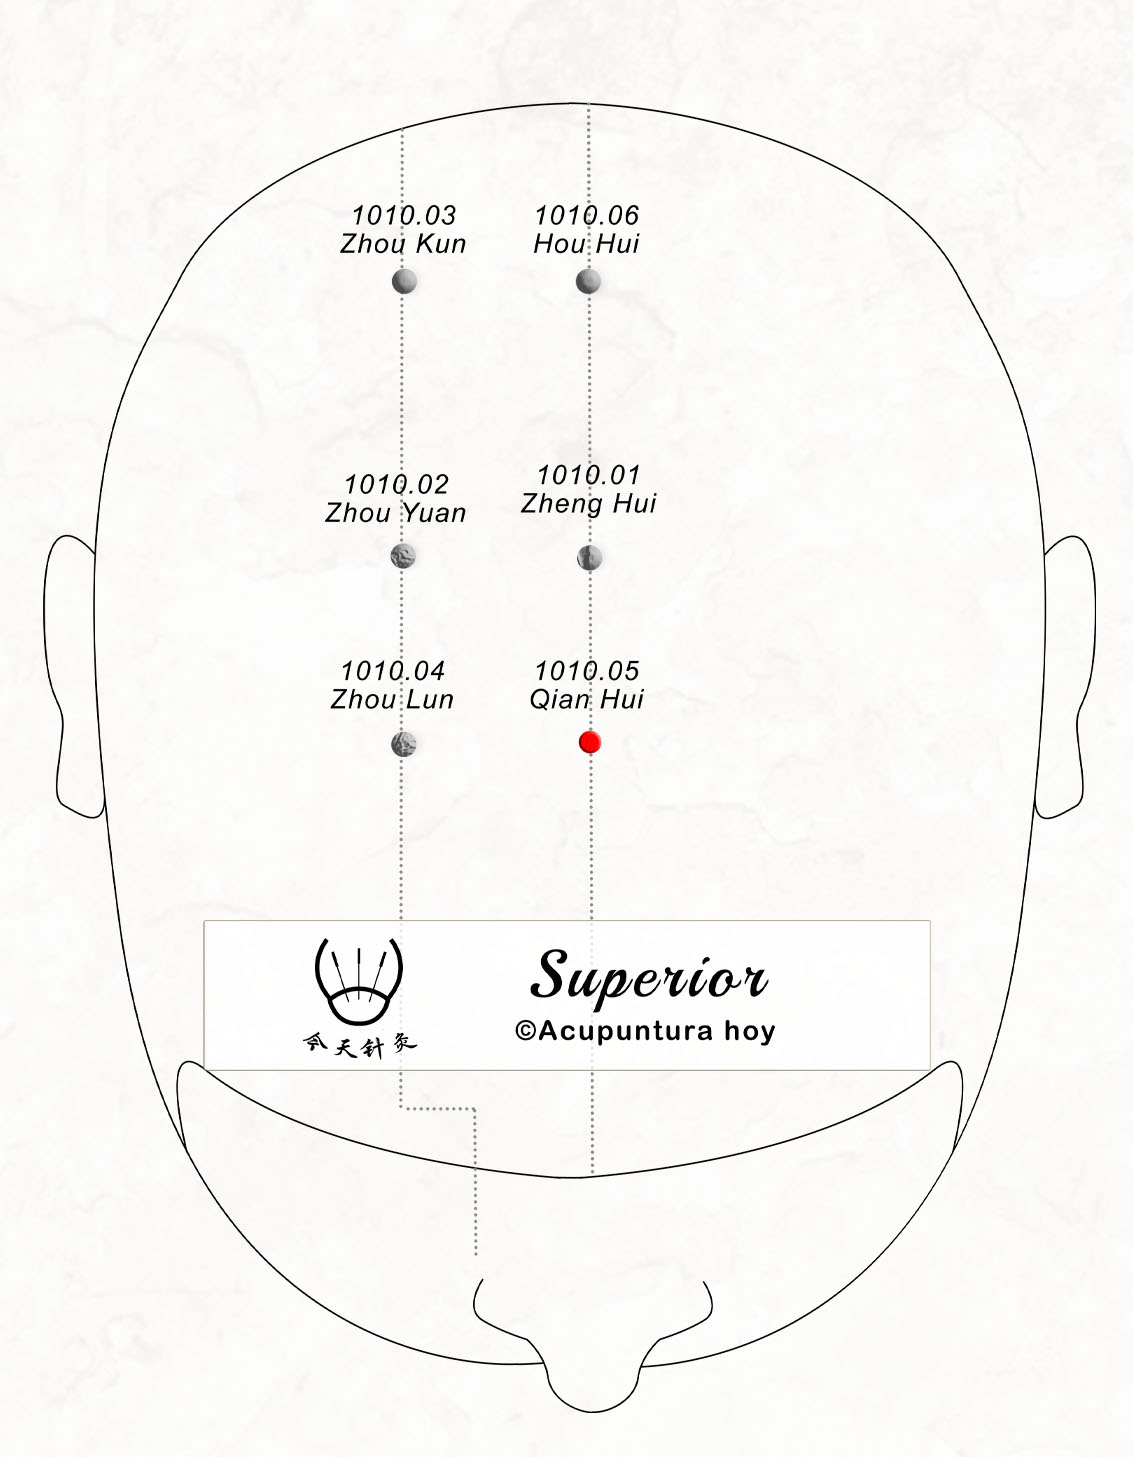 1010.03
Zhou Kun
1010.06
Hou Hui
1010.02
Zhou Yuan
1010.01
Zheng Hui
1010.04
Zhou Lun
1010.05
Qian Hui
Superior
©Acupuntura hoy
今天针灸